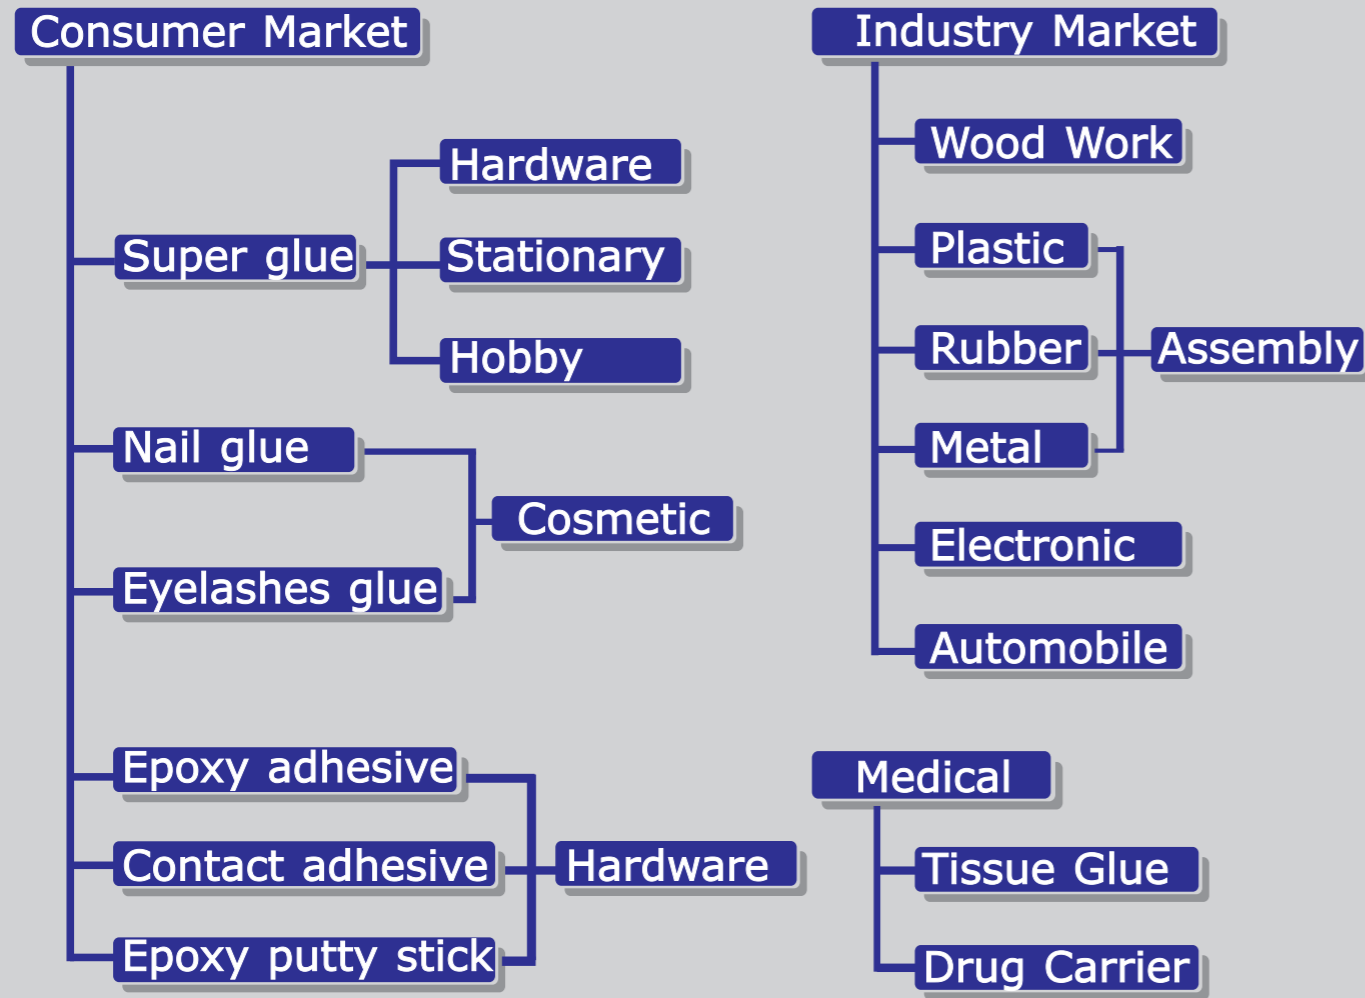 Consumer Market
Super glue
Hardware
Stationary
Hobby
Nail glue
Eyelashes glue
Cosmetic
Epoxy adhesive
Contact adhesive
Epoxy putty stick
Hardware
Industry Market
Wood Work
Plastic
Rubber
Metal
Assembly
Electronic
Automobile
Medical
Tissue Glue
Drug Carrier